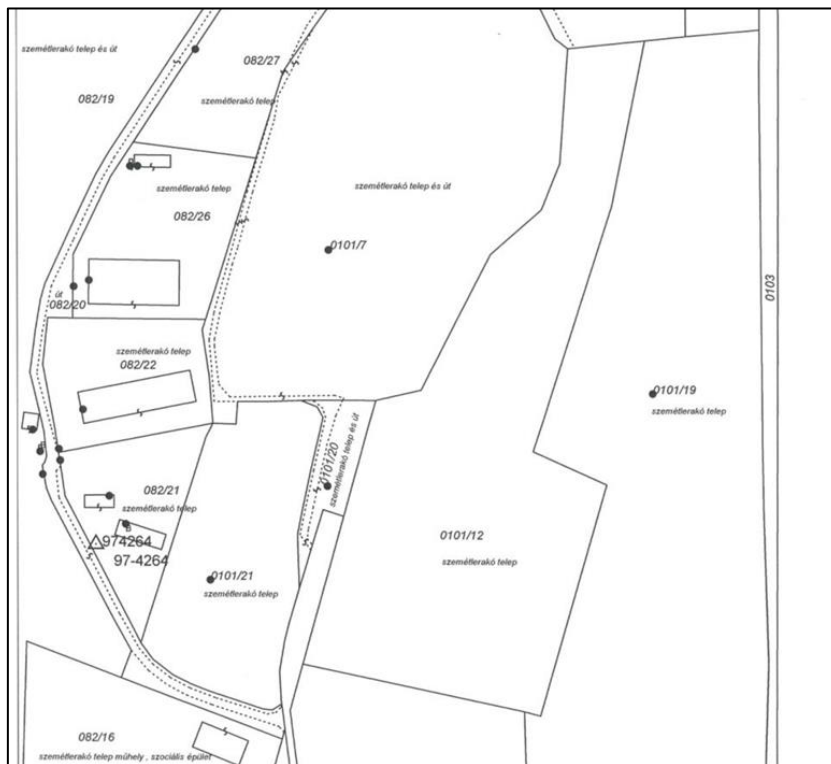 szemétlerakó telep és út
082/19
082/27
szemétlerakó telep
szemétlerakó telep
082/26
szemétlerakó telep és út
0101/7
út
082/20
0103
szemétlerakó telep
082/22
0101/19
szemétlerakó telep
0101/20
szemétlerakó telep és út
082/21
szemétlerakó telep
974264
97-4264
0101/12
szemétlerakó telep
0101/21
szemétlerakó telep
082/16
szemétlerakó telep műhely , szociális épület